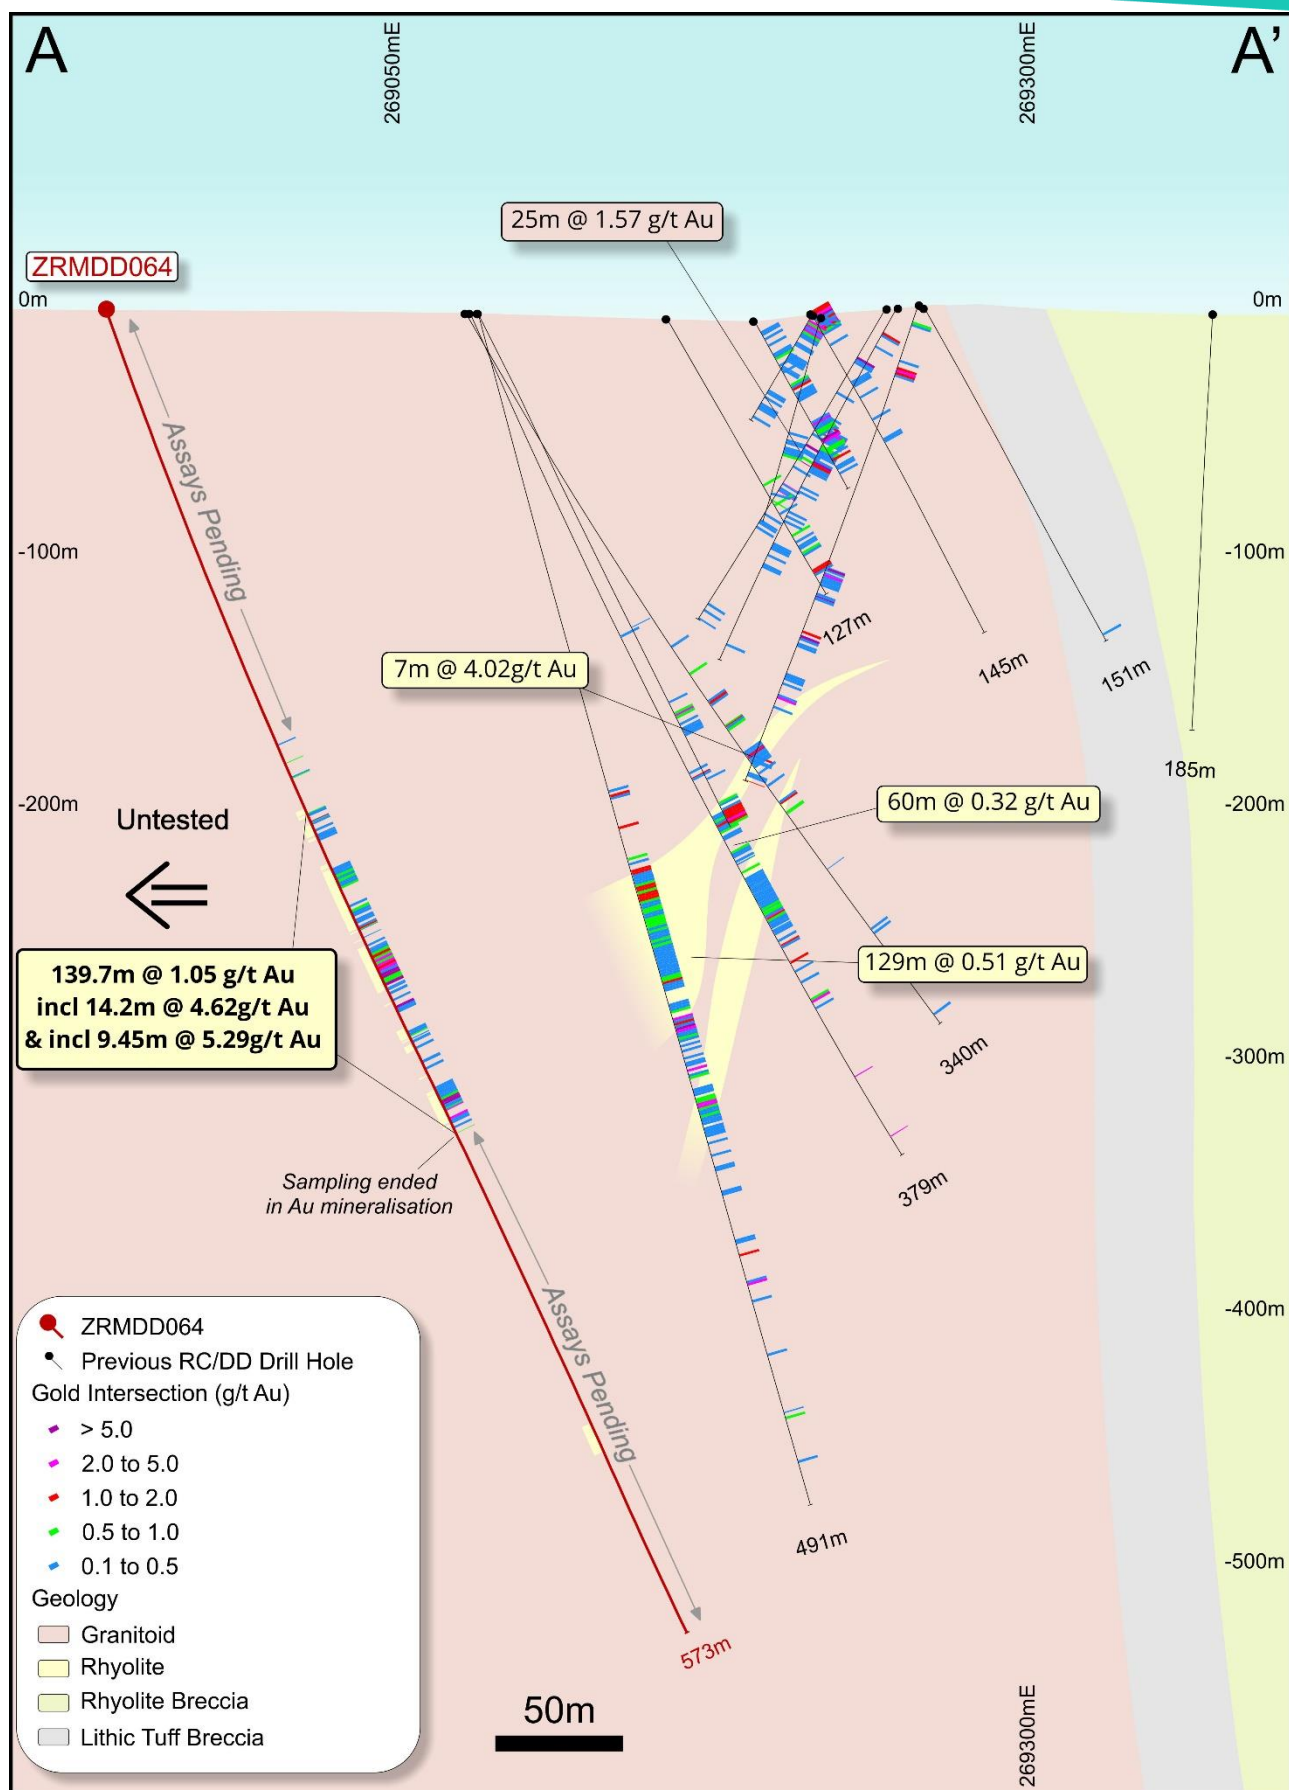 A
A’
269050mE
269300mE
25m @ 1.57 g/t Au
ZRMDD064
0m
0m
Assays Pending
-100m
-100m
127m
145m
151m
7m @ 4.02g/t Au
185m
-200m
-200m
Untested
60m @ 0.32 g/t Au
139.7m @ 1.05 g/t Au
incl 14.2m @ 4.62g/t Au
& incl 9.45m @ 5.29g/t Au
129m @ 0.51 g/t Au
340m
-300m
379m
Sampling ended
in Au mineralisation
Assays Pending
-400m
491m
-500m
573m
ZRMDD064
Previous RC/DD Drill Hole
Gold Intersection (g/t Au)
> 5.0
2.0 to 5.0
1.0 to 2.0
0.5 to 1.0
0.1 to 0.5
Geology
Granitoid
Rhyolite
Rhyolite Breccia
Lithic Tuff Breccia
50m
269300mE